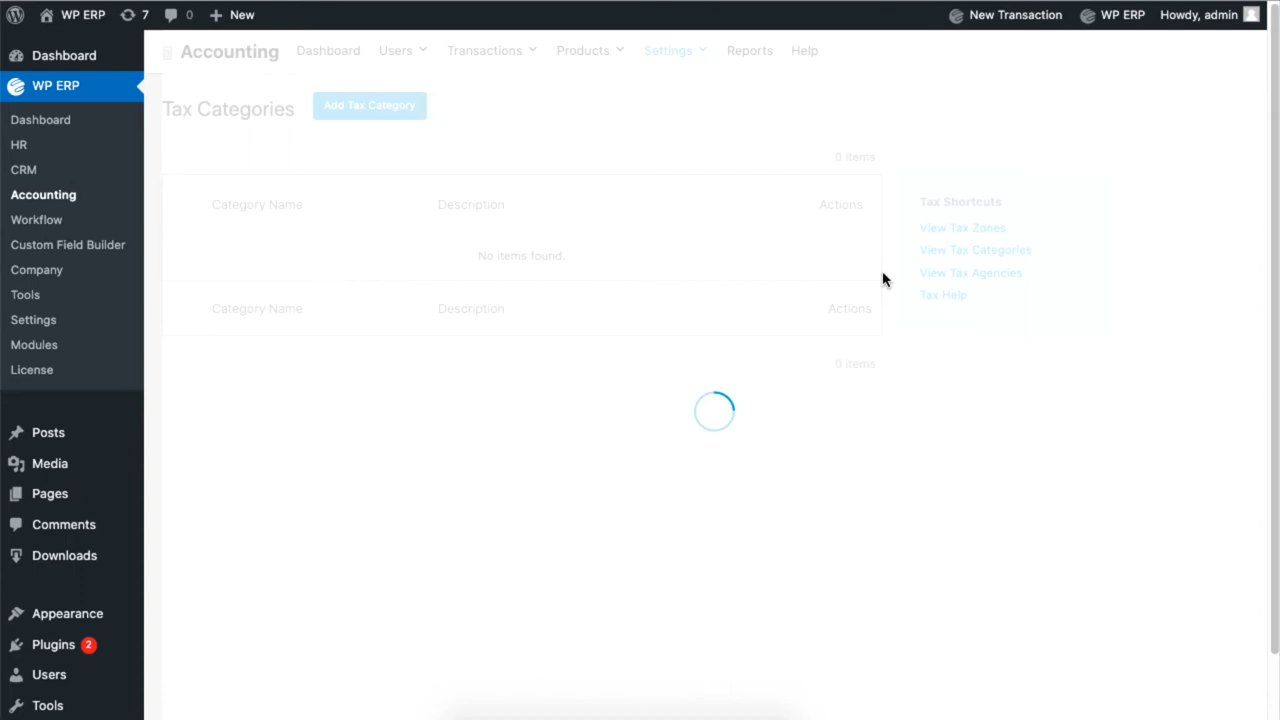 WP ERP 7 0 New New Transaction WP ERP Howdy, admin
Dashboard
WP ERP
Dashboard
HR
CRM
Accounting
Workflow
Custom Field Builder
Company
Tools
Settings
Modules
License
Posts
Media
Pages
Comments
Downloads
Appearance
Plugins 2
Users
Tools
Accounting Dashboard Users Transactions Products Settings Reports Help
Tax Categories Add Tax Category
0 items
Category Name Description Actions
No items found.
Category Name Description Actions
0 items
Tax Shortcuts
View Tax Zones
View Tax Categories
View Tax Agencies
Tax Help